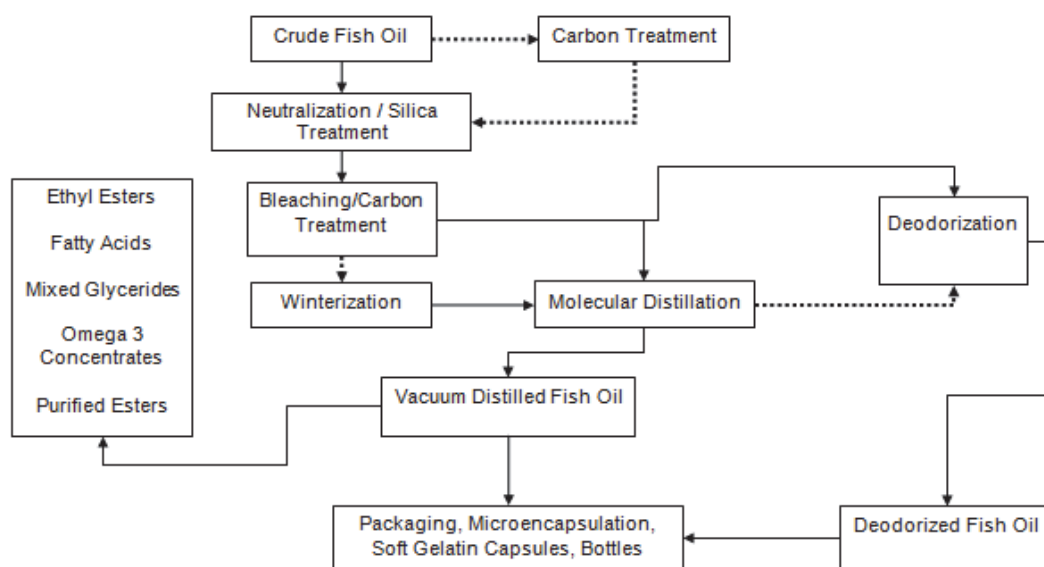 Crude Fish Oil
Carbon Treatment
Neutralization / Silica
Treatment
Bleaching/Carbon
Treatment
Ethyl Esters
Fatty Acids
Mixed Glycerides
Omega 3
Concentrates
Purified Esters
Deodorization
Winterization
Molecular Distillation
Vacuum Distilled Fish Oil
Packaging, Microencapsulation,
Soft Gelatin Capsules, Bottles
Deodorized Fish Oil